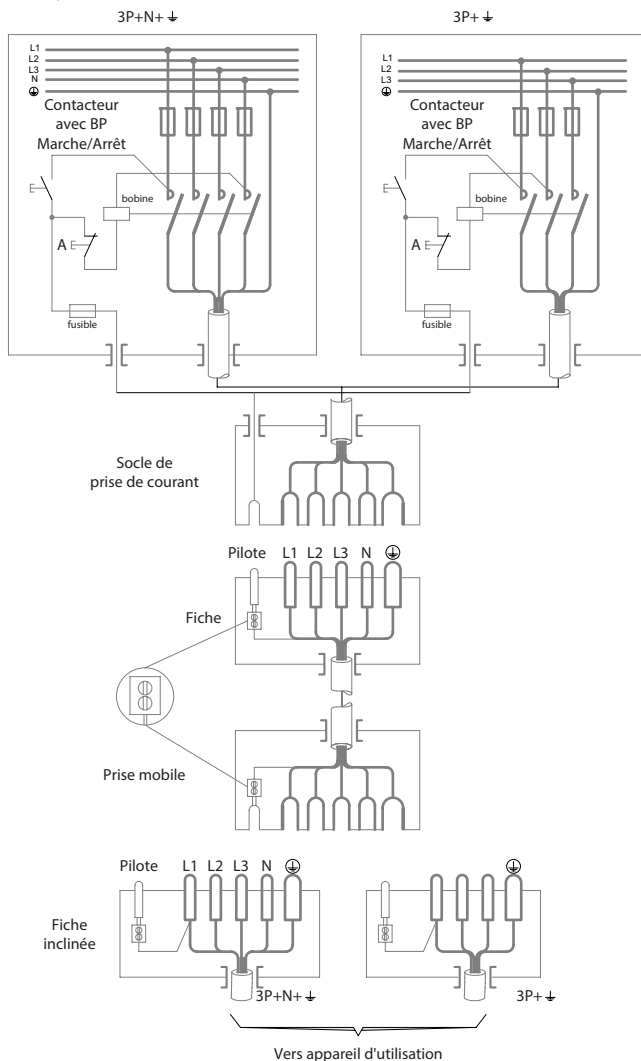 3P+N+⏚
3P+⏚
L1
L2
L3
N
⏚
Contacteur
avec BP
Marche/Arrêt
bobine
A
fusible
L1
L2
L3
⏚
Contacteur
avec BP
Marche/Arrêt
bobine
A
fusible
Socle de
prise de courant
Pilote L1 L2 L3 N ⏚
Fiche
Prise mobile
Pilote L1 L2 L3 N ⏚
⏚
Fiche
inclinée
3P+N+⏚
3P+⏚
Vers appareil d'utilisation